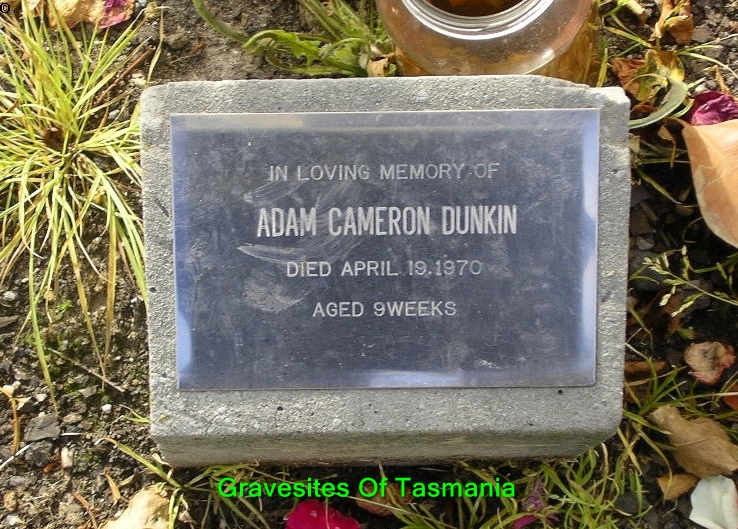 ©
IN LOVING MEMORY OF
ADAM CAMERON DUNKIN
DIED APRIL 19, 1970
AGED 9WEEKS
Gravesites Of Tasmania